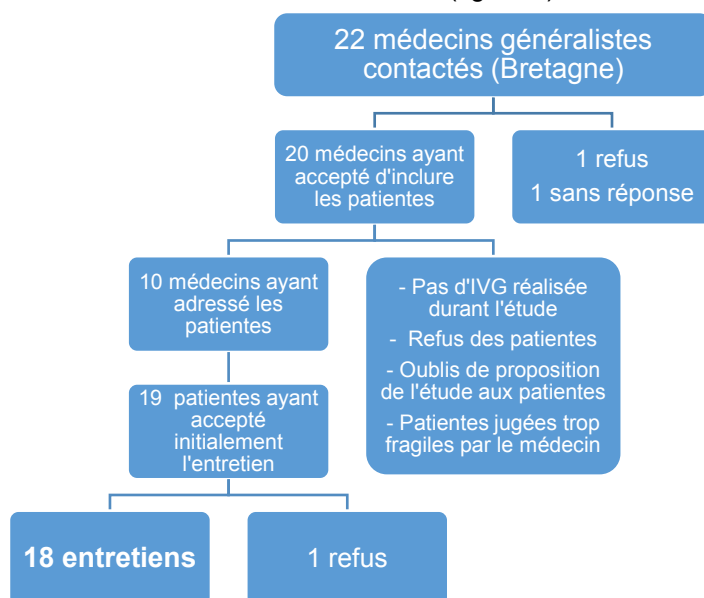 22 médecins généralistes
contactés (Bretagne)
20 médecins ayant
accepté d'inclure
les patientes
1 refus
1 sans réponse
10 médecins ayant
adressé les
patientes
- Pas d'IVG réalisée
durant l'étude
- Refus des patientes
- Oublis de proposition
de l'étude aux patientes
- Patientes jugées trop
fragiles par le médecin
19 patientes ayant
accepté
initialement
l'entretien
18 entretiens
1 refus